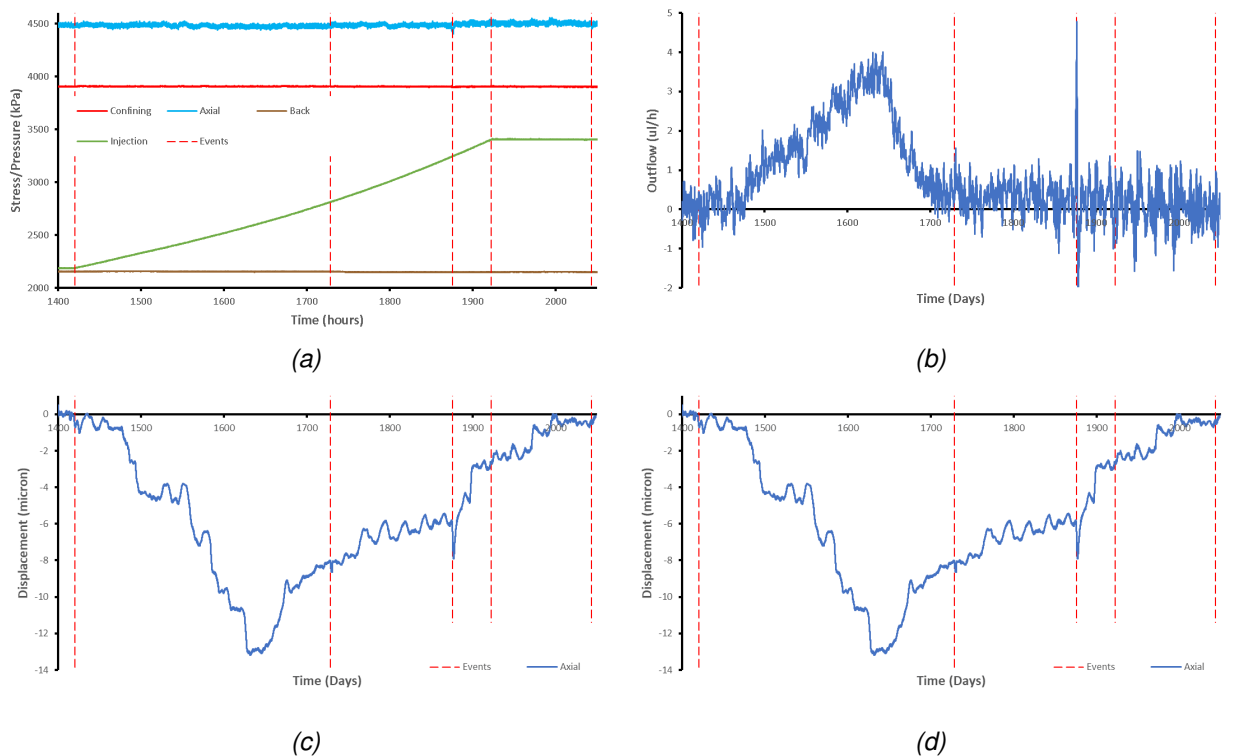 4500
4000
3500
3000
2500
2000
Stress/Pressure (kPa)
Confining
Axial
Back
Injection
Events
1400 1500 1600 1700 1800 1900 2000
Time (hours)
(a)
5
4
3
2
1
0
-1
-2
Outflow (ul/h)
1400 1500 1600 1700 1800 1900 2000
Time (Days)
(b)
0
-2
-4
-6
-8
-10
-12
-14
Displacement (micron)
1400 1500 1600 1700 1800 1900 2000
Events
Axial
Time (Days)
(c)
0
-2
-4
-6
-8
-10
-12
-14
Displacement (micron)
1400 1500 1600 1700 1800 1900 2000
Events
Axial
Time (Days)
(d)